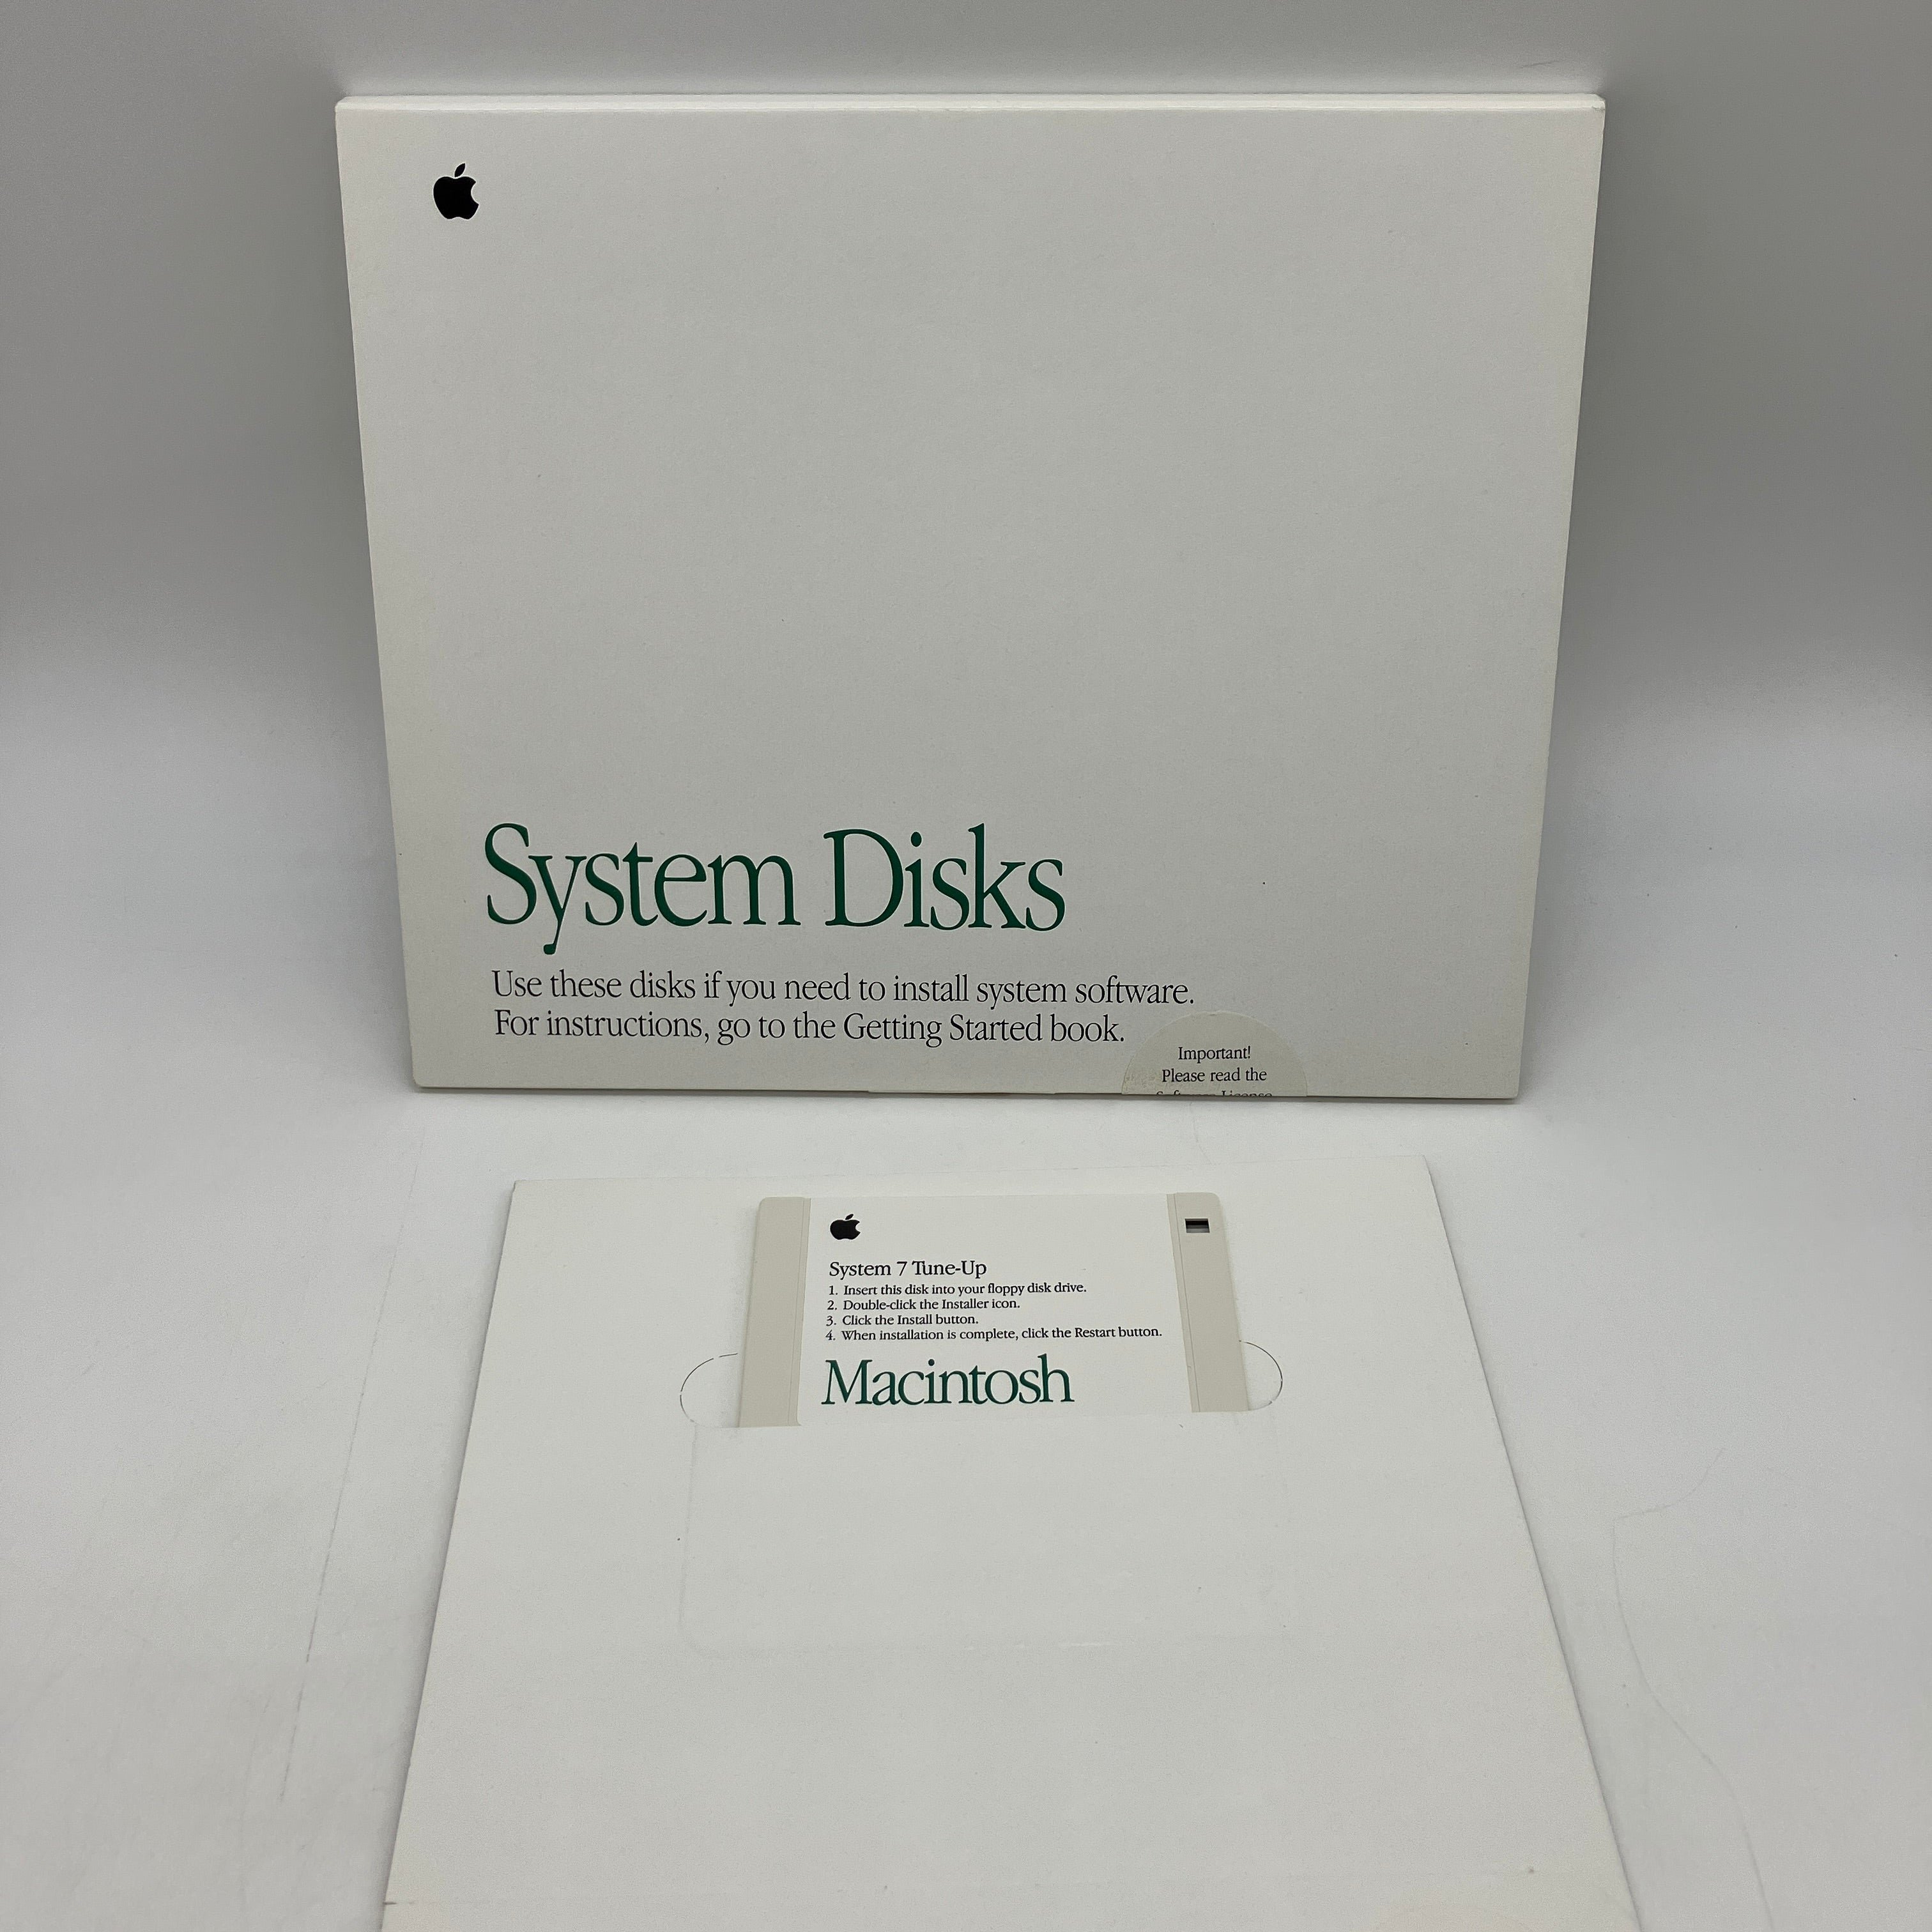 System Disks
Use these disks if you need to install system software.
For instructions, go to the Getting Started book.
Important!
Please read the
Software License
System 7 Tune-Up
1. Insert this disk into your floppy disk drive.
2. Double-click the Installer icon.
3. Click the Install button.
4. When installation is complete, click the Restart button.
Macintosh